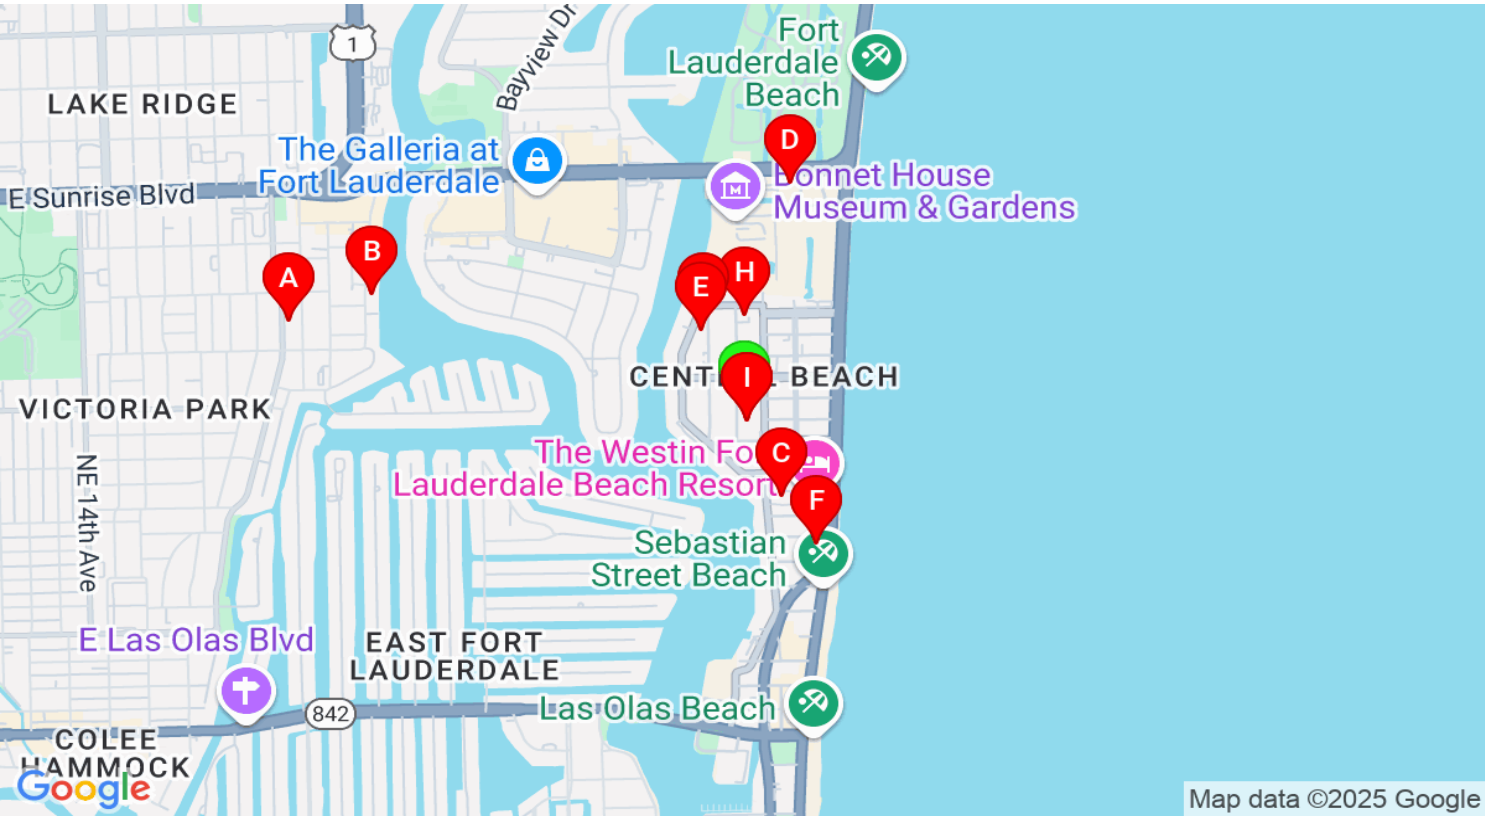 Fort
Lauderdale
Beach
Bayview Dr
1
LAKE RIDGE
D
The Galleria at
Fort Lauderdale
Bonnet House
Museum & Gardens
E Sunrise Blvd
B
A
H
E
I
CENT L BEACH
VICTORIA PARK
The Westin Fo
Lauderdale Beach Resort
C
F
NE 14th Ave
Sebastian
Street Beach
E Las Olas Blvd
EAST FORT
LAUDERDALE
Las Olas Beach
842
COLEE
HAMMOCK
Google
Map data ©2025 Google